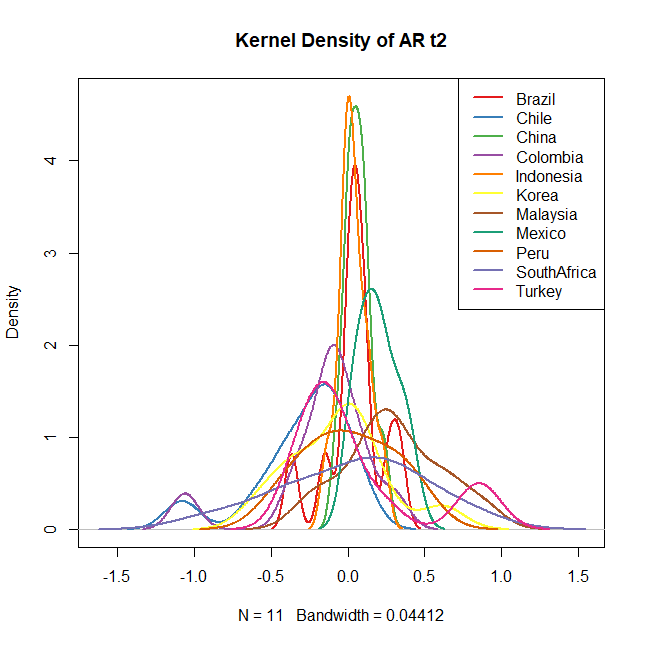 Kernel Density of AR t2
Brazil
Chile
China
Colombia
Indonesia
Korea
Malaysia
Mexico
Peru
SouthAfrica
Turkey
Density
4
3
2
1
0
-1.5 -1.0 -0.5 0.0 0.5 1.0 1.5
N = 11 Bandwidth = 0.04412